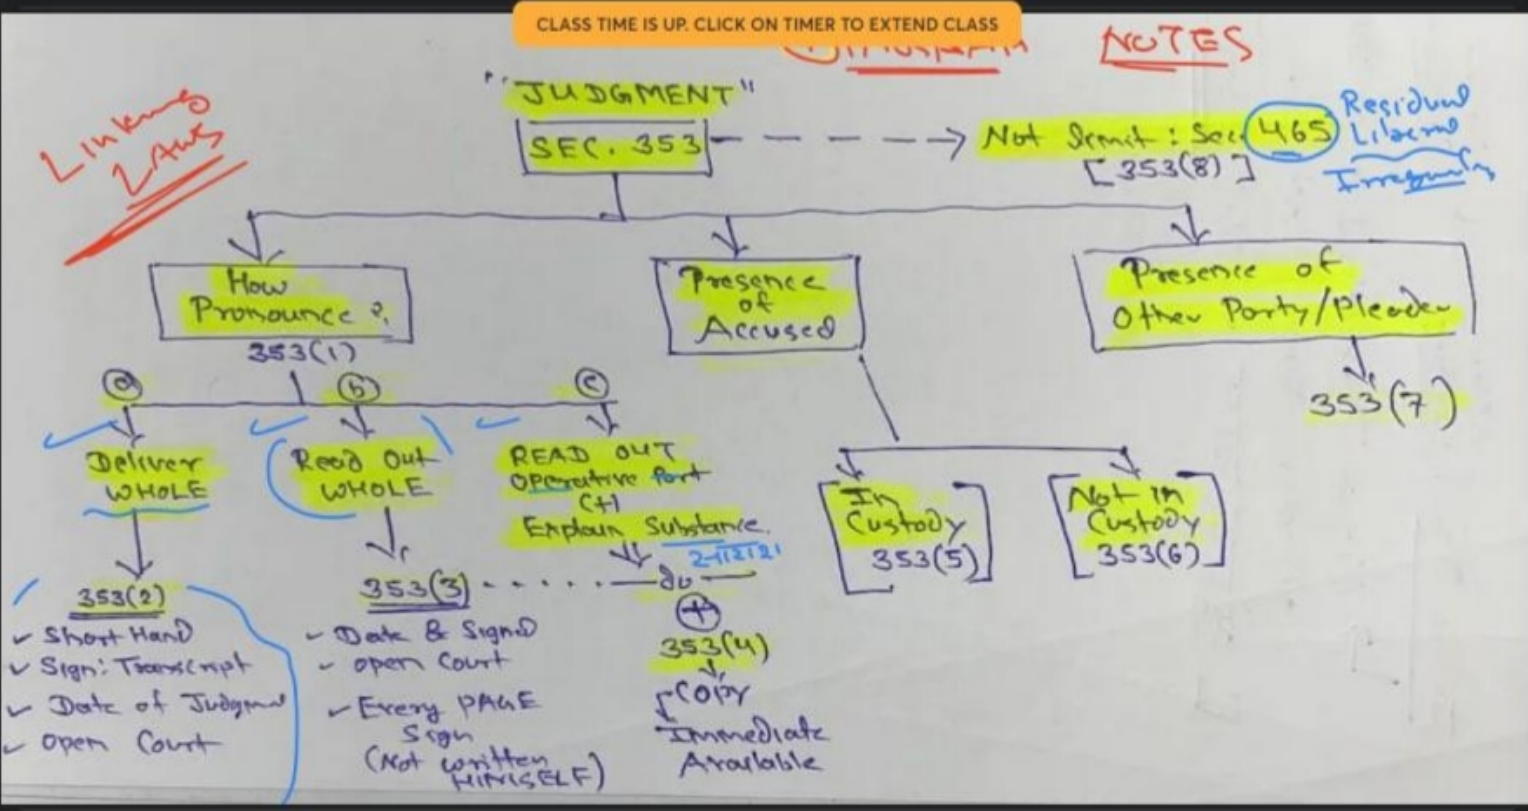 CLASS TIME IS UP. CLICK ON TIMER TO EXTEND CLASS
NOTES
Linking
LAWS
"JUDGMENT"
SEC. 353
Not Irmit : Sec. 465
[353(8)]
Residual
Liberal
Irregularity
How
Pronounce ?
353(1)
Presence
of
Accused
Presence of
Other Party/Pleader
353(7)
(a)
(b)
(c)
Deliver
WHOLE
Read Out
WHOLE
READ OUT
Operative Part
(+)
Explain Substance.
In
Custody
353(5)
Not in
Custody
353(6)
353(2)
✓ Short Hand
✓ Sign: Transcript
✓ Date of Judgment
✓ Open Court
353(3) . . . . . — do —
✓ Date & Signed
✓ open Court
✓ Every PAGE
Sign
(Not written
HIMSELF)
+
353(4)
Copy
Immediate
Available